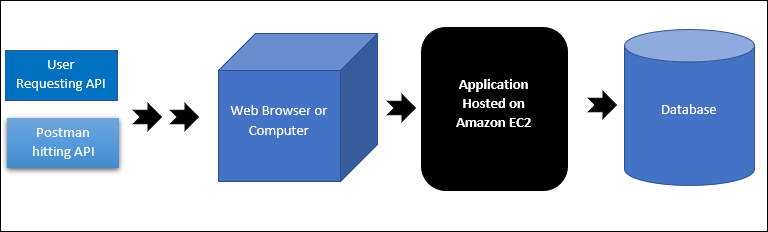 User
Requesting API
Postman
hitting API
Web Browser or
Computer
Application
Hosted on
Amazon EC2
Database